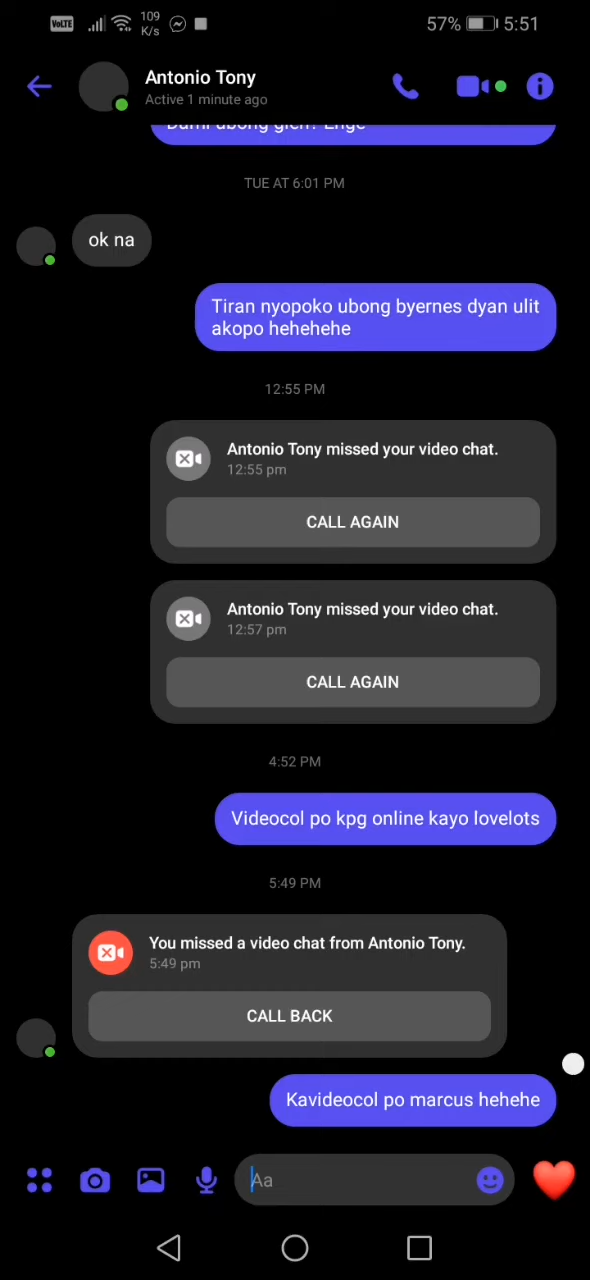 VoLTE 109 K/s 57% 5:51
Antonio Tony
Active 1 minute ago
TUE AT 6:01 PM
ok na
Tiran nyopoko ubong byernes dyan ulit
akopo hehehehe
12:55 PM
Antonio Tony missed your video chat.
12:55 pm
CALL AGAIN
Antonio Tony missed your video chat.
12:57 pm
CALL AGAIN
4:52 PM
Videocol po kpg online kayo lovelots
5:49 PM
You missed a video chat from Antonio Tony.
5:49 pm
CALL BACK
Kavideocol po marcus hehehe
Aa